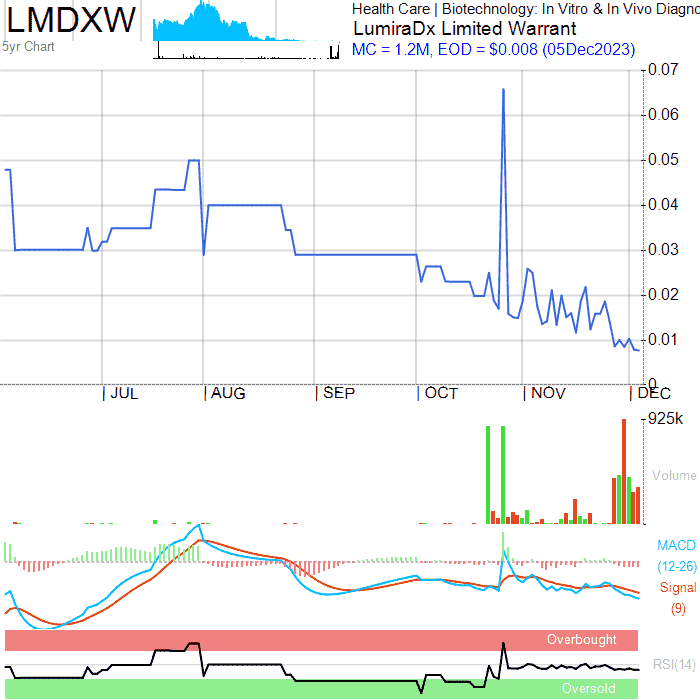 LMDXW
5yr Chart
Health Care | Biotechnology: In Vitro & In Vivo Diagno
LumiraDx Limited Warrant
MC = 1.2M, EOD = $0.008 (05Dec2023)
0.07
0.06
0.05
0.04
0.03
0.02
0.01
0
JUL AUG SEP OCT NOV DEC
925k
Volume
MACD
(12-26)
Signal
(9)
Overbought
RSI(14)
Oversold